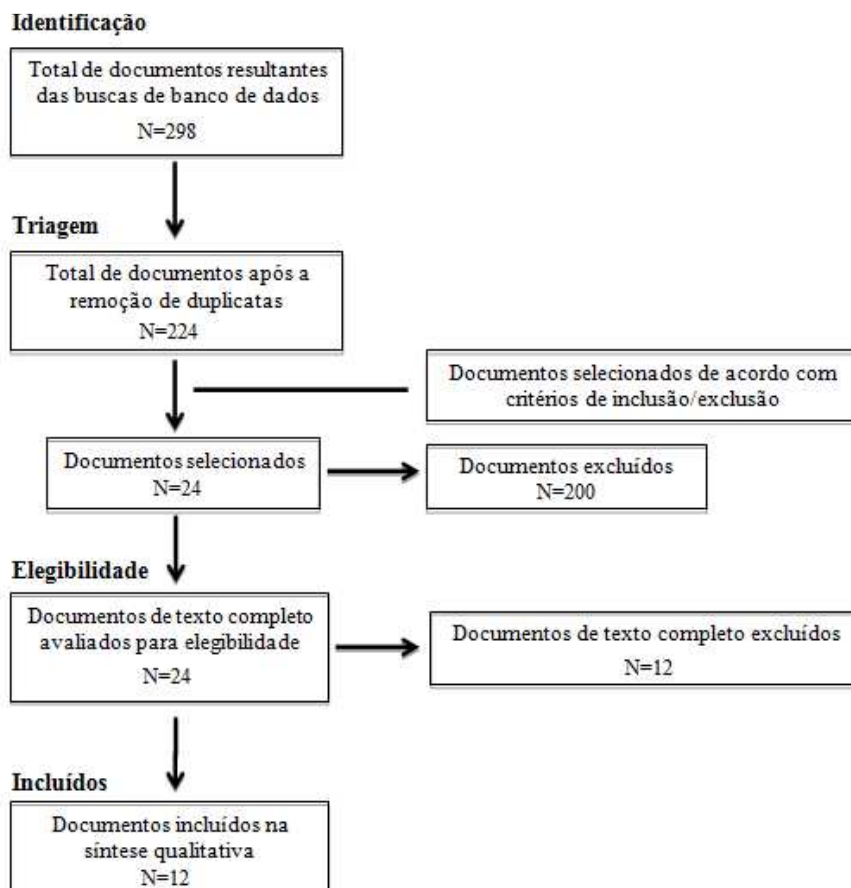 Identificação
Total de documentos resultantes
das buscas de banco de dados
N=298
Triagem
Total de documentos após a
remoção de duplicatas
N=224
Documentos selecionados de acordo com
critérios de inclusão/exclusão
Documentos selecionados
N=24
Documentos excluídos
N=200
Elegibilidade
Documentos de texto completo
avaliados para elegibilidade
N=24
Documentos de texto completo excluídos
N=12
Incluídos
Documentos incluídos na
síntese qualitativa
N=12